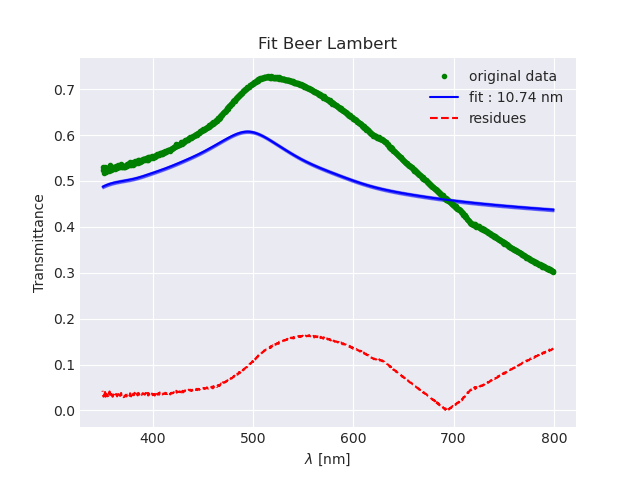 Fit Beer Lambert
original data
fit : 10.74 nm
residues
Transmittance
0.7
0.6
0.5
0.4
0.3
0.2
0.1
0.0
400
500
600
700
800
λ [nm]